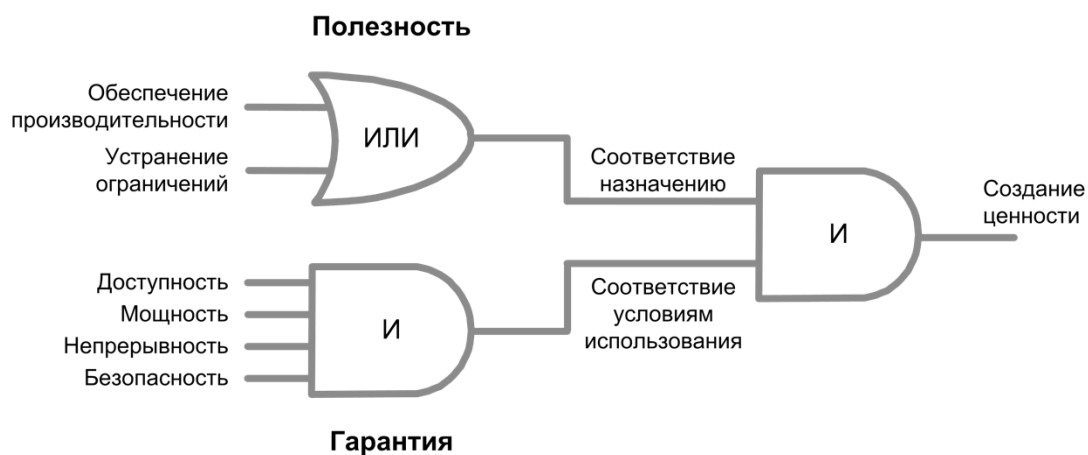 Полезность
Обеспечение
производительности
Устранение
ограничений
ИЛИ
Соответствие
назначению
Доступность
Мощность
Непрерывность
Безопасность
И
Соответствие
условиям
использования
И
Создание
ценности
Гарантия